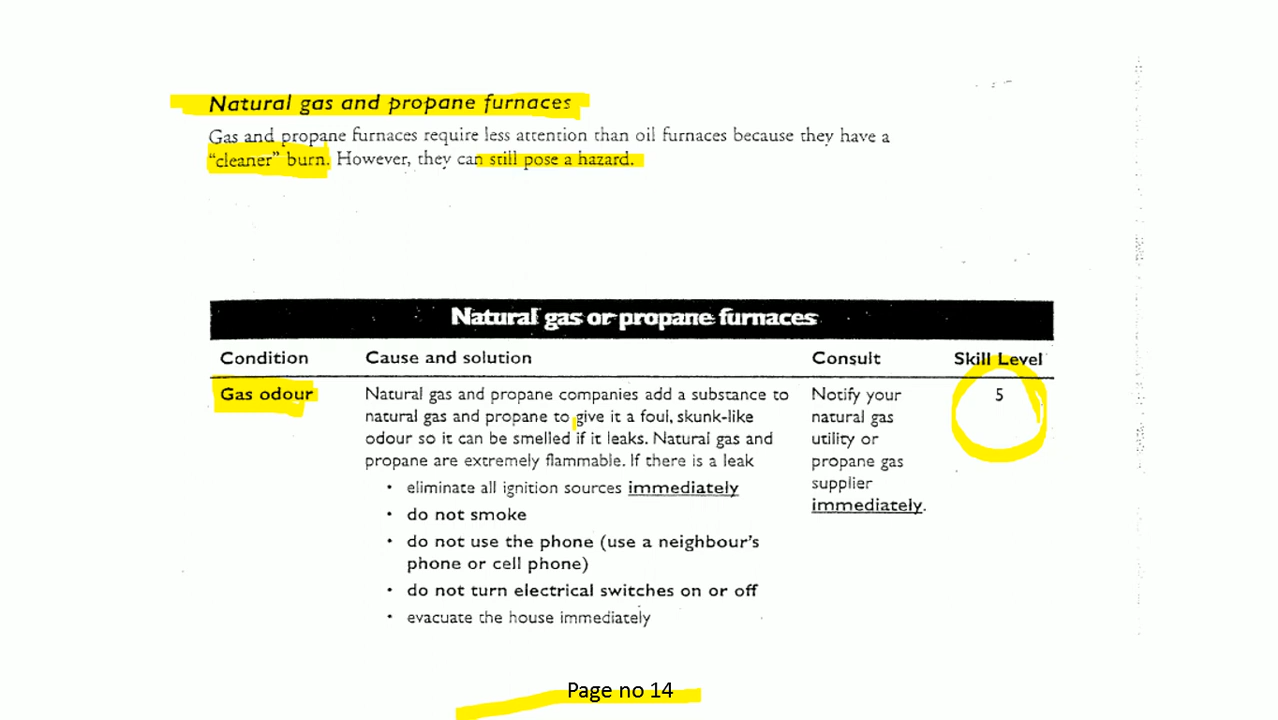 Natural gas and propane furnaces
Gas and propane furnaces require less attention than oil furnaces because they have a
“cleaner” burn. However, they can still pose a hazard.
Natural gas or propane furnaces
Condition Cause and solution Consult Skill Level
Gas odour Natural gas and propane companies add a substance to Notify your 5
natural gas and propane to give it a foul, skunk-like natural gas
odour so it can be smelled if it leaks. Natural gas and utility or
propane are extremely flammable. If there is a leak propane gas
• eliminate all ignition sources immediately supplier
immediately.
• do not smoke
• do not use the phone (use a neighbour’s
phone or cell phone)
• do not turn electrical switches on or off
• evacuate the house immediately
Page no 14